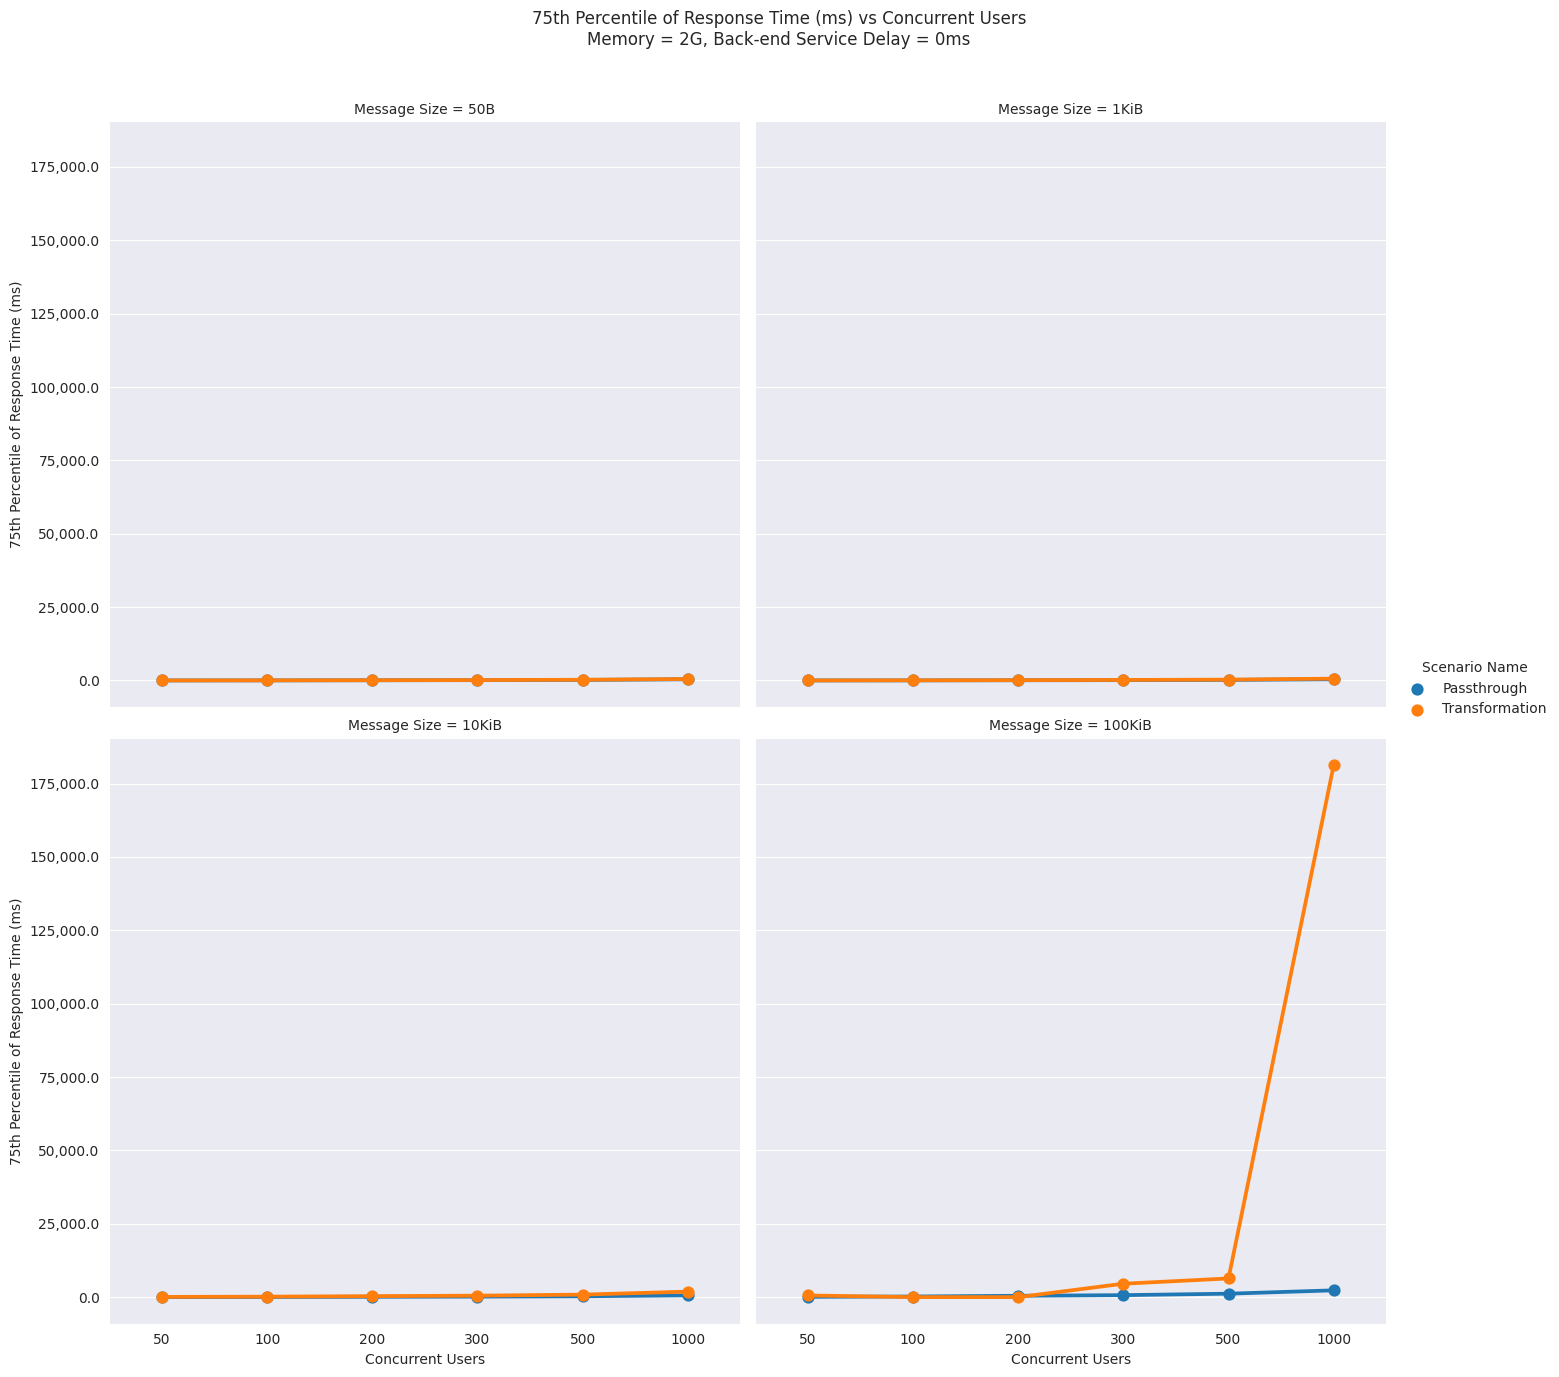 75th Percentile of Response Time (ms) vs Concurrent Users
Memory = 2G, Back-end Service Delay = 0ms
Message Size = 50B
Message Size = 1KiB
75th Percentile of Response Time (ms)
175,000.0
150,000.0
125,000.0
100,000.0
75,000.0
50,000.0
25,000.0
0.0
Message Size = 10KiB
Message Size = 100KiB
75th Percentile of Response Time (ms)
175,000.0
150,000.0
125,000.0
100,000.0
75,000.0
50,000.0
25,000.0
0.0
50 100 200 300 500 1000
Concurrent Users
50 100 200 300 500 1000
Concurrent Users
Scenario Name
Passthrough
Transformation